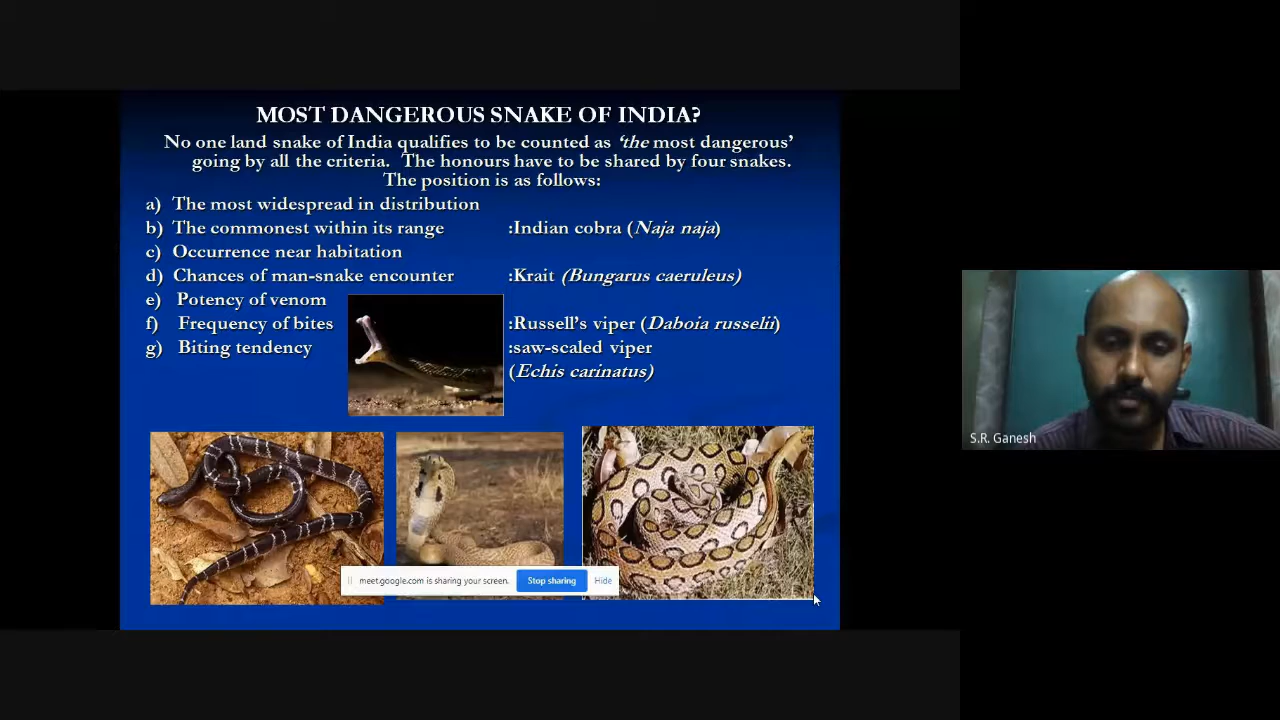 MOST DANGEROUS SNAKE OF INDIA?
No one land snake of India qualifies to be counted as ‘the most dangerous’
going by all the criteria. The honours have to be shared by four snakes.
The position is as follows:
a) The most widespread in distribution
b) The commonest within its range :Indian cobra (Naja naja)
c) Occurrence near habitation
d) Chances of man-snake encounter :Krait (Bungarus caeruleus)
e) Potency of venom
f) Frequency of bites :Russell’s viper (Daboia russelii)
g) Biting tendency :saw-scaled viper
(Echis carinatus)
S.R. Ganesh
meet.google.com is sharing your screen. Stop sharing Hide